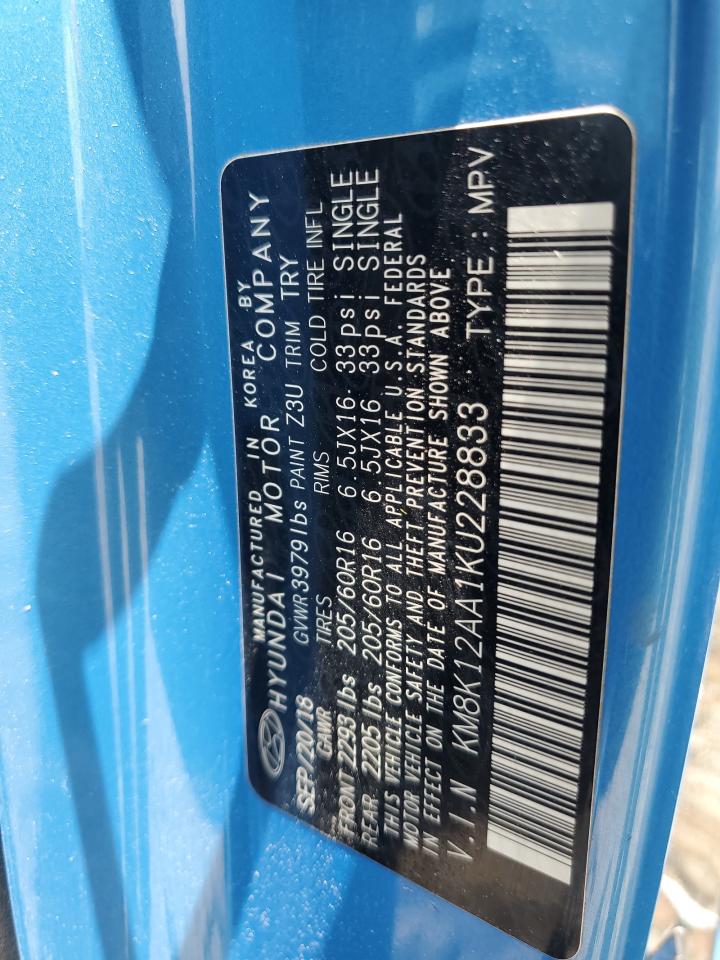 MANUFACTURED IN KOREA BY
HYUNDAI MOTOR COMPANY
SEP/20/18 GVWR 3979 lbs PAINT Z3U TRIM TRY
GAWR TIRES RIMS COLD TIRE INFL
FRONT 2293 lbs 205/60R16 6.5JX16 33psi SINGLE
REAR 2205 lbs 205/60R16 6.5JX16 33psi SINGLE
THIS VEHICLE CONFORMS TO ALL APPLICABLE U.S.A. FEDERAL
MOTOR VEHICLE SAFETY AND THEFT PREVENTION STANDARDS
IN EFFECT ON THE DATE OF MANUFACTURE SHOWN ABOVE
V.I.N KM8K12AA1KU228833 TYPE : MPV